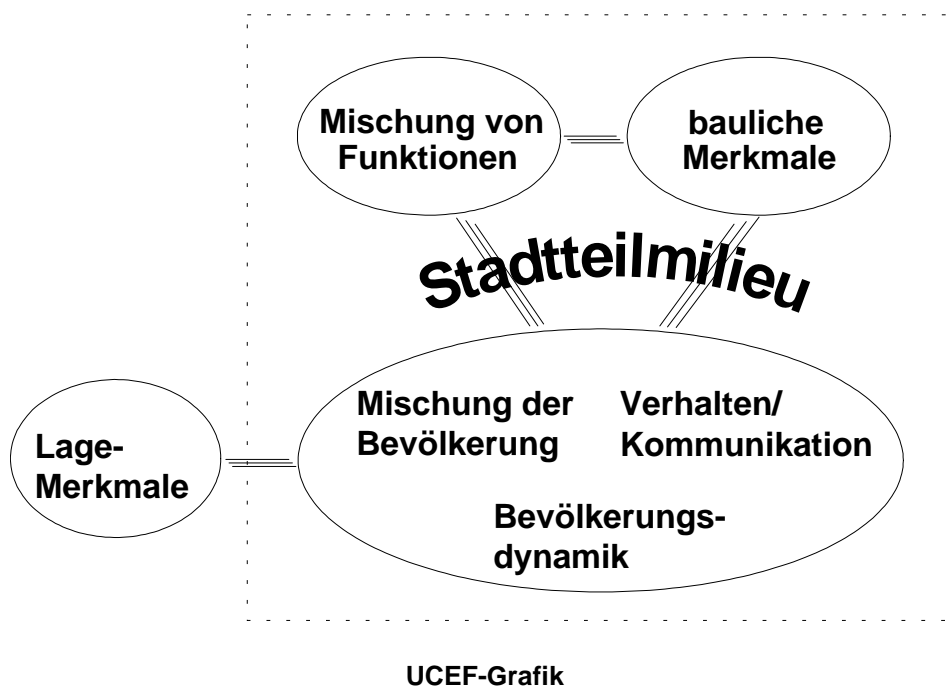 Mischung von
Funktionen
bauliche
Merkmale
Stadtteilmilieu
Mischung der
Bevölkerung
Verhalten/
Kommunikation
Lage-
Merkmale
Bevölkerungs-
dynamik
UCEF-Grafik